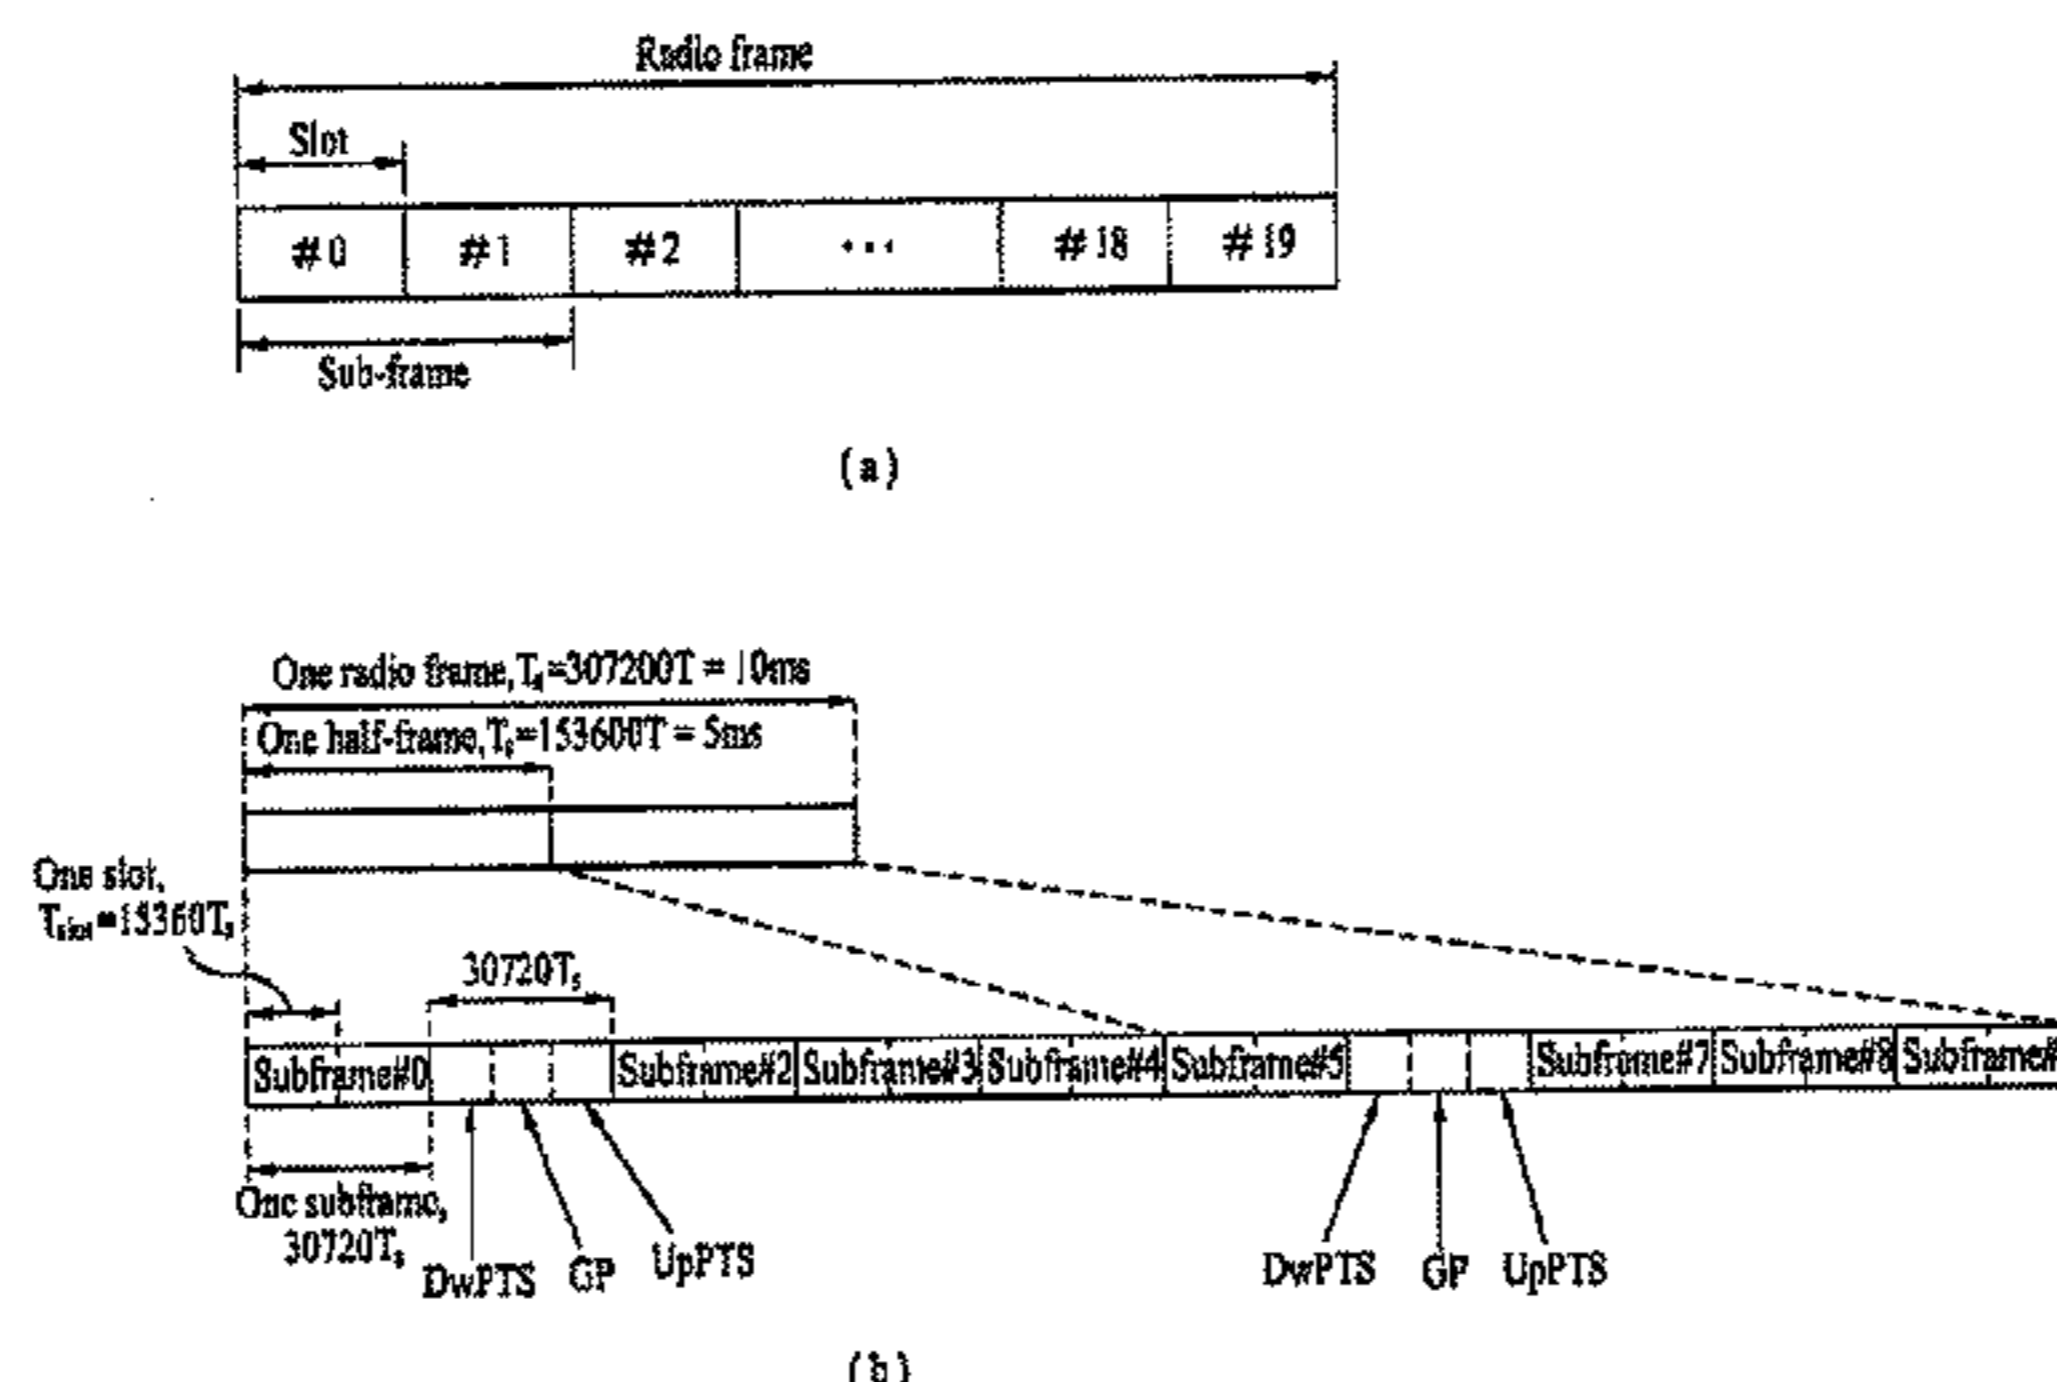 Radio frame
Slot
#0 #1 #2 ... #18 #19
Sub-frame
(a)
One radio frame, Tf=307200T = 10ms
One half-frame, T =153600T = 5ms
One slot,
Tslot=15360Ts
30720Ts
Subframe#0 Subframe#2 Subframe#3 Subframe#4 Subframe#5 Subframe#7 Subframe#8 Subframe#
One subframe,
30720Ts
DwPTS GP UpPTS DwPTS GP UpPTS
(b)